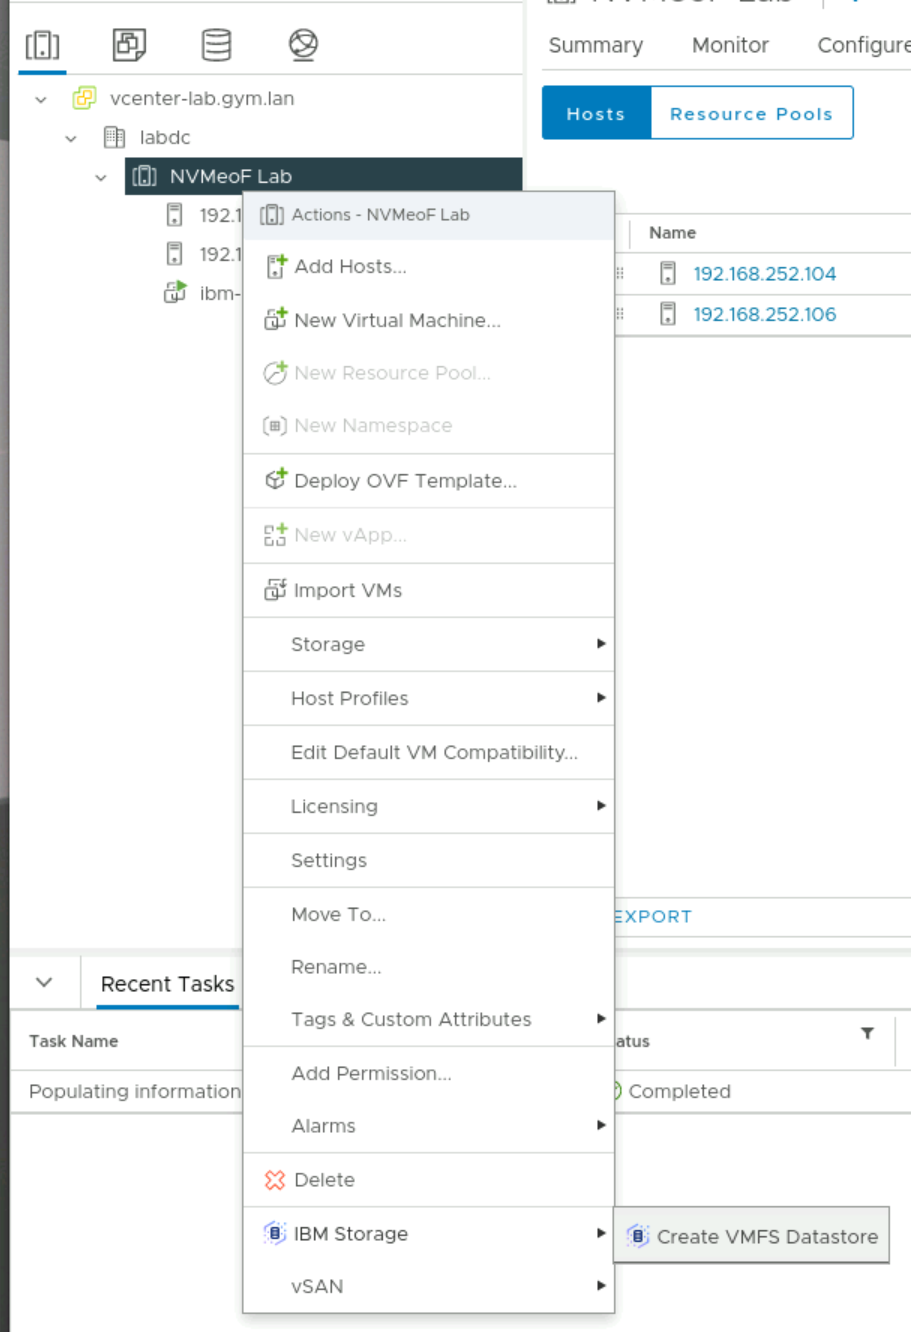 Summary Monitor Configure
vcenter-lab.gym.lan
labdc
NVMeoF Lab
192.1
192.1
ibm-
Hosts Resource Pools
Name
192.168.252.104
192.168.252.106
EXPORT
Actions - NVMeoF Lab
Add Hosts...
New Virtual Machine...
New Resource Pool...
New Namespace
Deploy OVF Template...
New vApp...
Import VMs
Storage
Host Profiles
Edit Default VM Compatibility...
Licensing
Settings
Move To...
Rename...
Tags & Custom Attributes
Add Permission...
Alarms
Delete
IBM Storage
Create VMFS Datastore
vSAN
Recent Tasks
Task Name atus
Populating information Completed